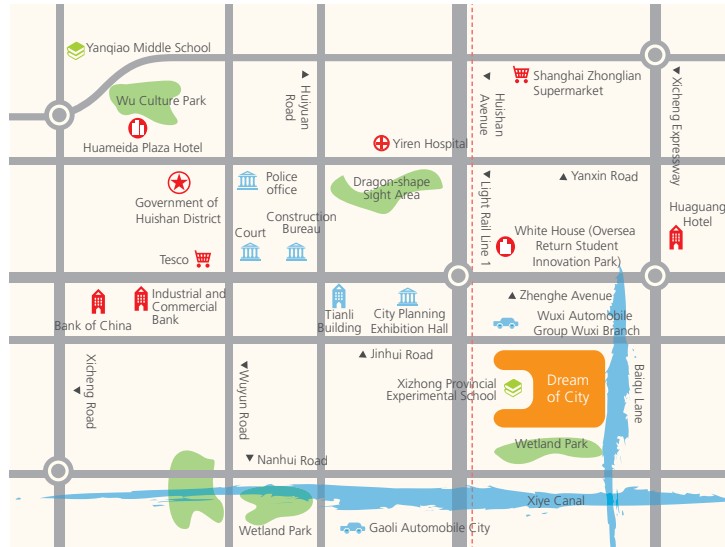 Yanqiao Middle School
Wu Culture Park
Huameida Plaza Hotel
Huiyuan
Road
Yiren Hospital
Huishan
Avenue
Shanghai Zhonglian
Supermarket
Xicheng Expressway
Government of
Huishan District
Police
office
Dragon-shape
Sight Area
Light Rail Line 1
Yanxin Road
Huaguang
Hotel
Court
Construction
Bureau
White House (Oversea
Return Student
Innovation Park)
Tesco
Bank of China
Industrial and
Commercial
Bank
Tianli
Building
City Planning
Exhibition Hall
Zhenghe Avenue
Wuxi Automobile
Group Wuxi Branch
Xicheng Road
Wuyun Road
Jinhui Road
Xizhong Provincial
Experimental School
Dream
of City
Baiqu Lane
Wetland Park
Nanhui Road
Xiye Canal
Wetland Park
Gaoli Automobile City